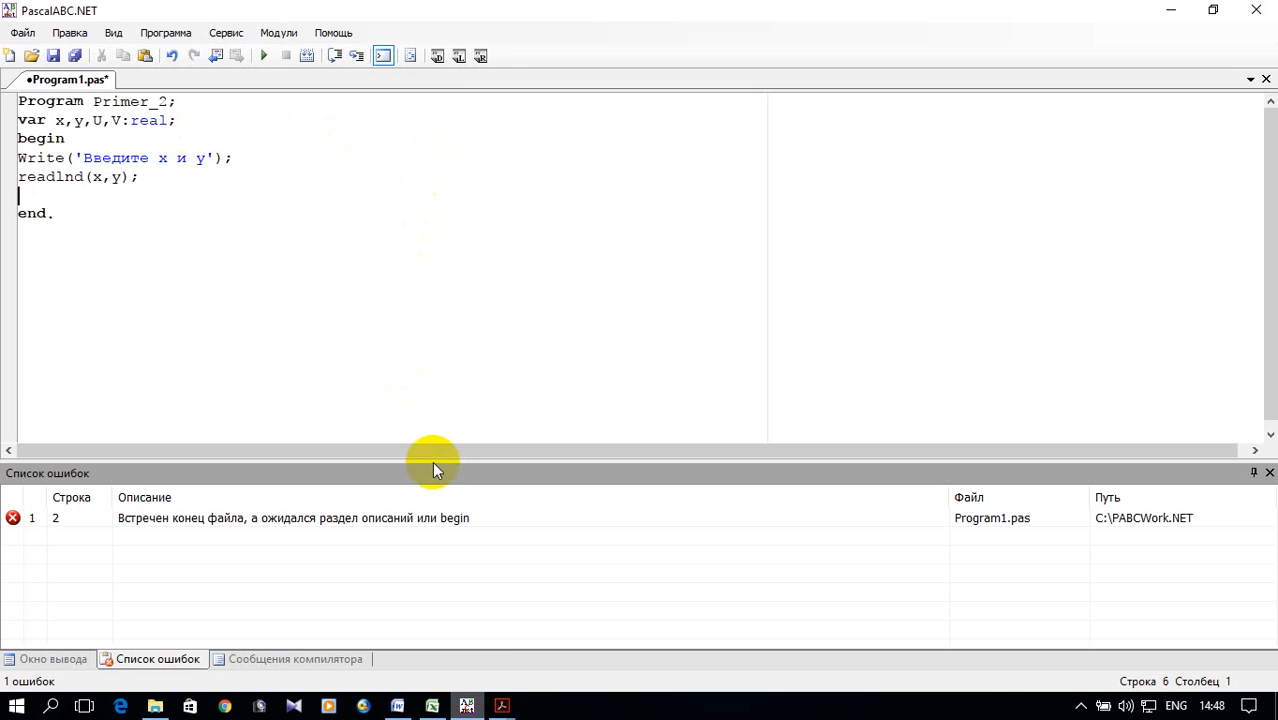 PascalABC.NET
Файл Правка Вид Программа Сервис Модули Помощь
•Program1.pas*
Program Primer_2;
var x,y,U,V:real;
begin
Write('Введите х и у');
readlnd(x,y);
end.
Список ошибок
Строка Описание Файл Путь
1 2 Встречен конец файла, а ожидался раздел описаний или begin Program1.pas C:\PABCWork.NET
Окно вывода Список ошибок Сообщения компилятора
1 ошибок Строка 6 Столбец 1
ENG 14:48